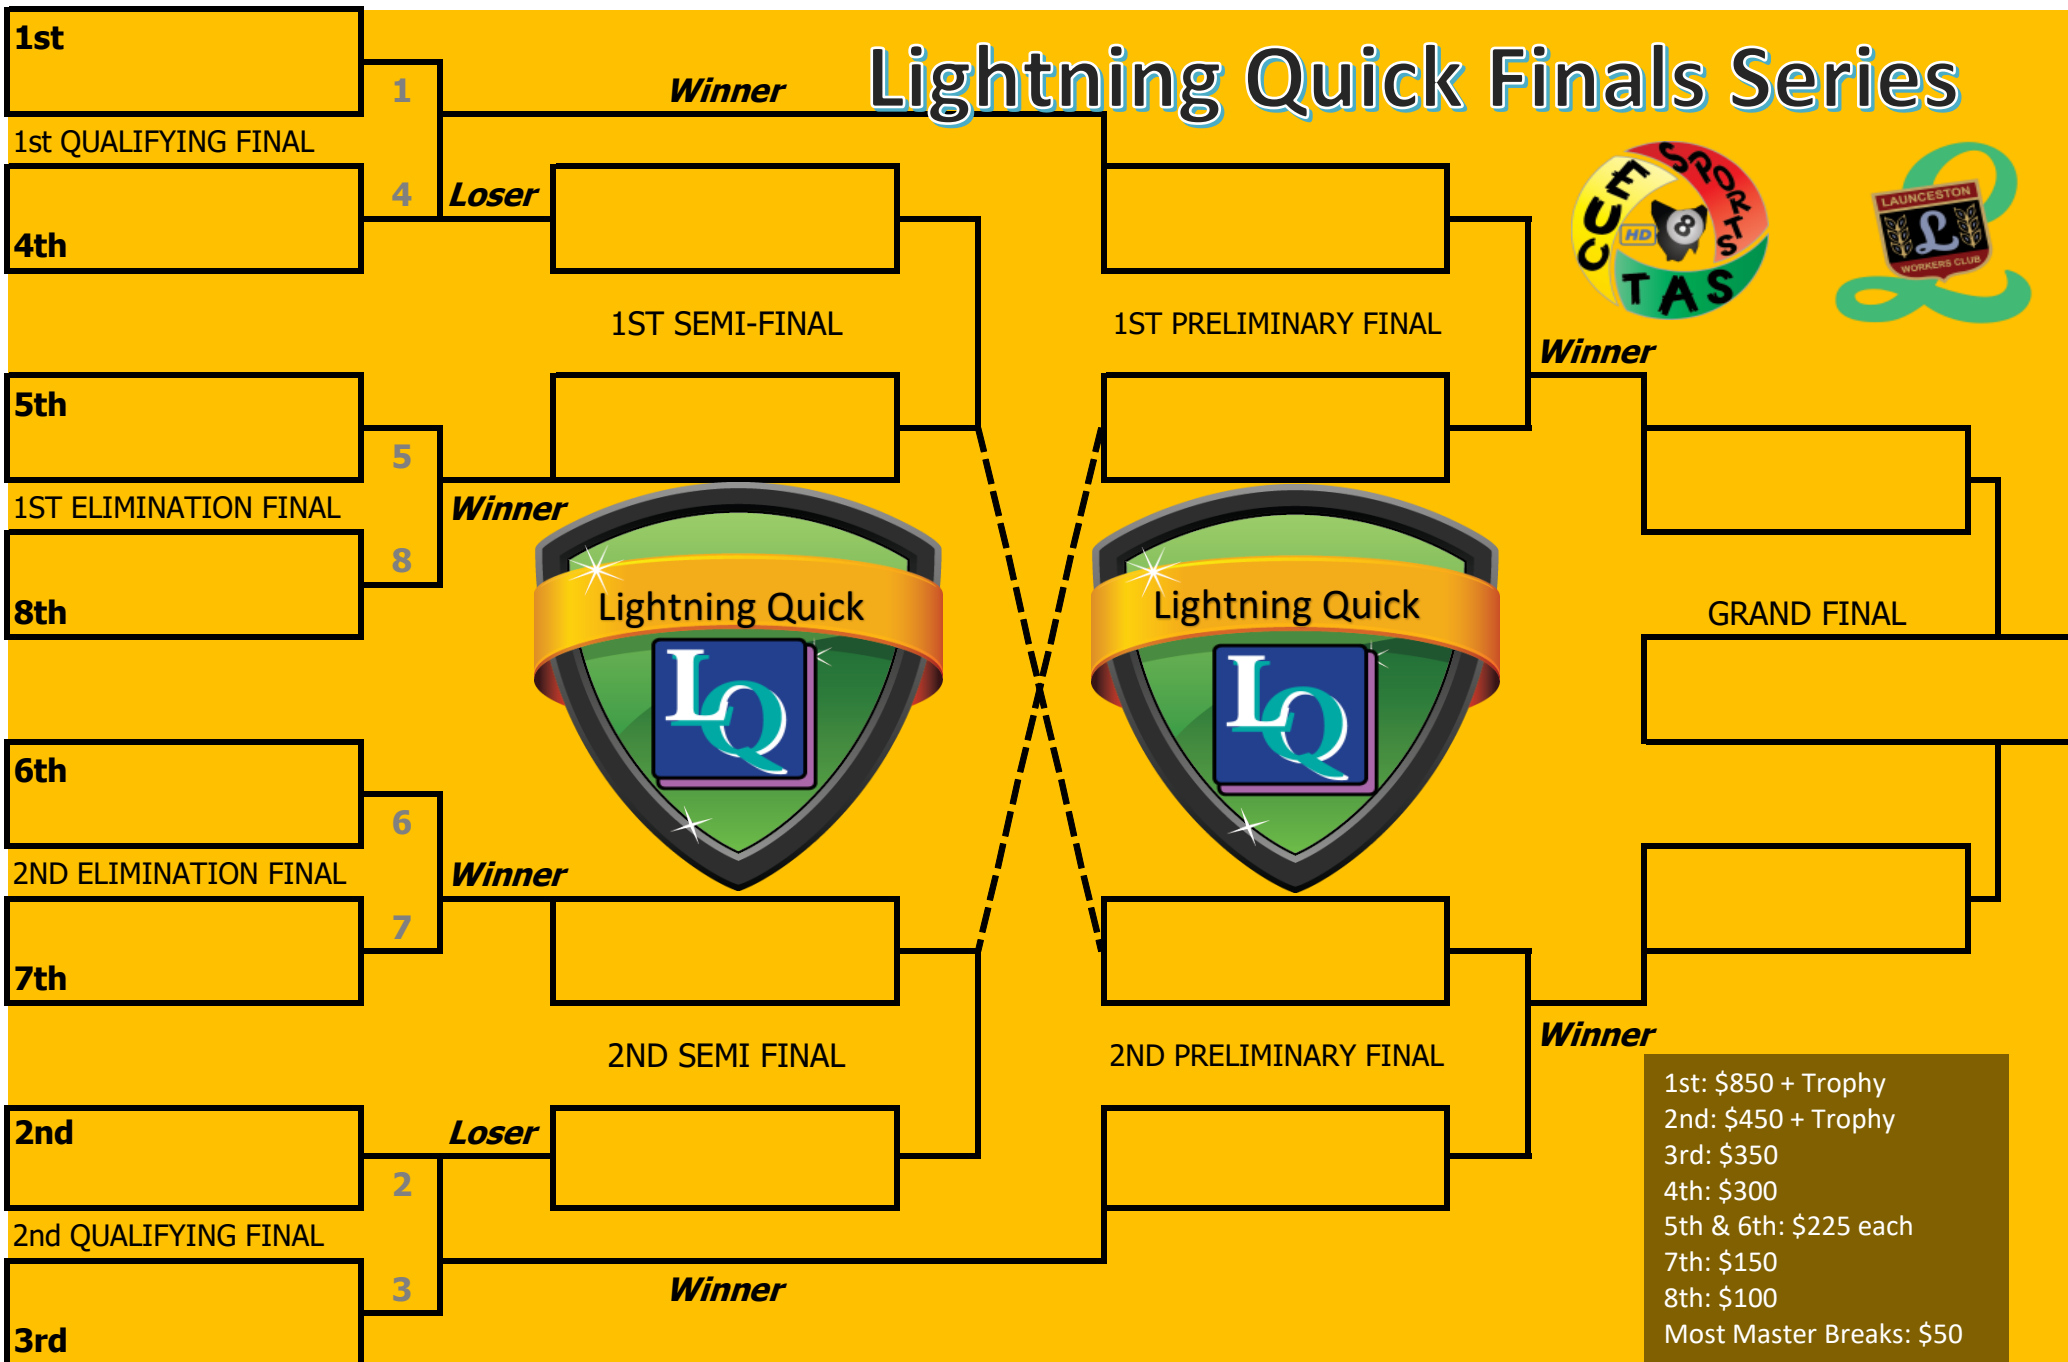 Lightning Quick Finals Series
1st
1
Winner
1st QUALIFYING FINAL
4
Loser
4th
CUE SPORTS TAS
HD
8
LAUNCESTON
L
WORKERS CLUB
1ST SEMI-FINAL
1ST PRELIMINARY FINAL
Winner
5th
5
1ST ELIMINATION FINAL
Winner
8
8th
Lightning Quick
LQ
Lightning Quick
LQ
GRAND FINAL
6th
6
2ND ELIMINATION FINAL
Winner
7
7th
2ND SEMI FINAL
2ND PRELIMINARY FINAL
Winner
2nd
Loser
2
2nd QUALIFYING FINAL
3
Winner
3rd
1st: $850 + Trophy
2nd: $450 + Trophy
3rd: $350
4th: $300
5th & 6th: $225 each
7th: $150
8th: $100
Most Master Breaks: $50